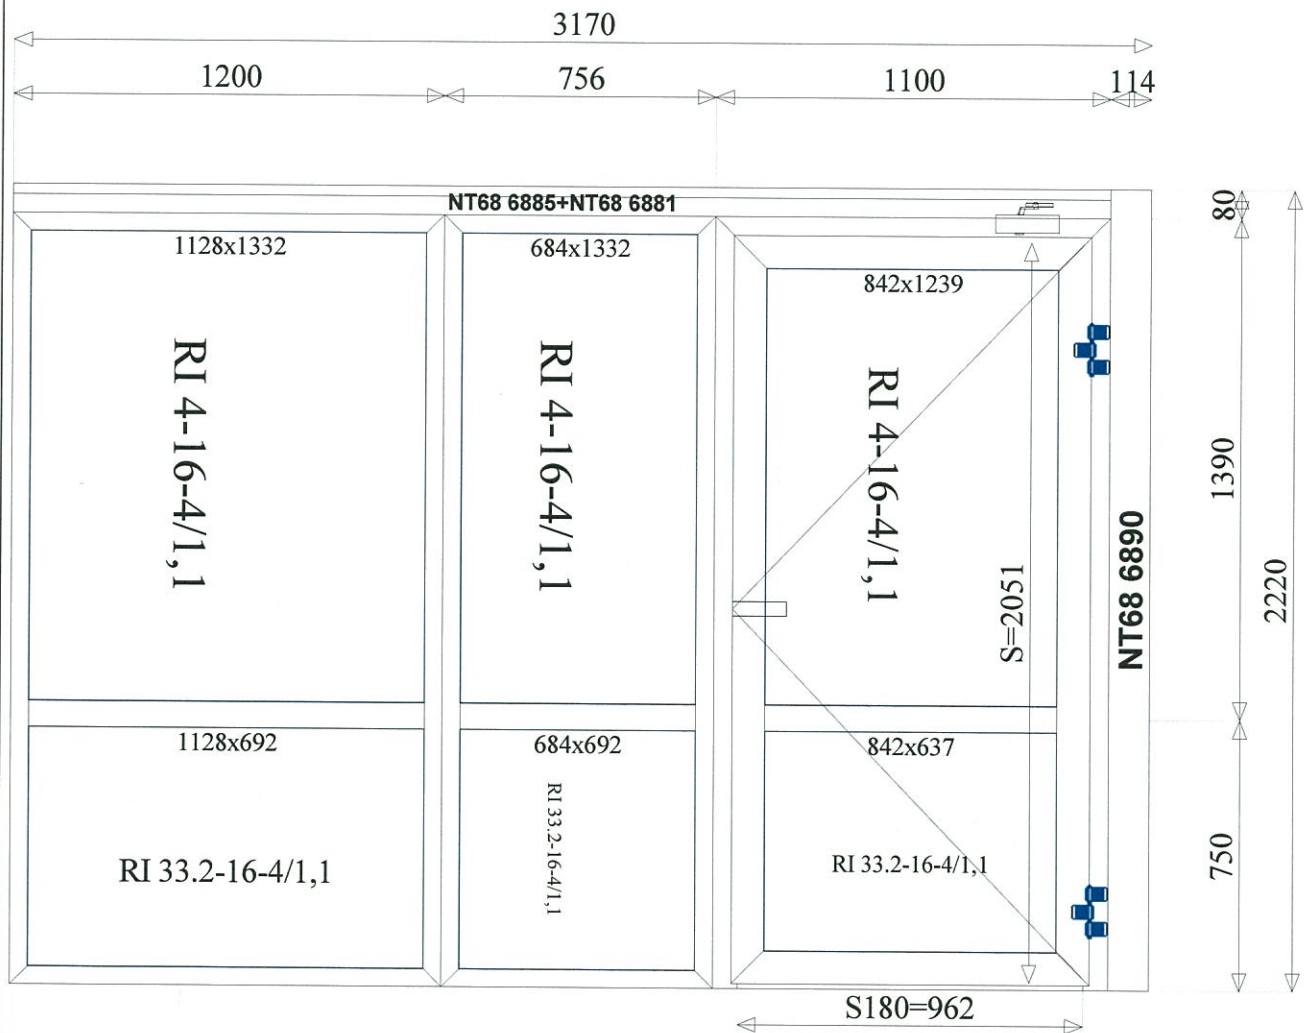 3170
1200
756
1100
114
NT68 6885+NT68 6881
80
1128x1332
684x1332
842x1239
RI 4-16-4/1,1
RI 4-16-4/1,1
RI 4-16-4/1,1
1390
S=2051
NT68 6890
2220
1128x692
684x692
842x637
RI 33.2-16-4/1,1
RI 33.2-16-4/1,1
RI 33.2-16-4/1,1
750
S180=962